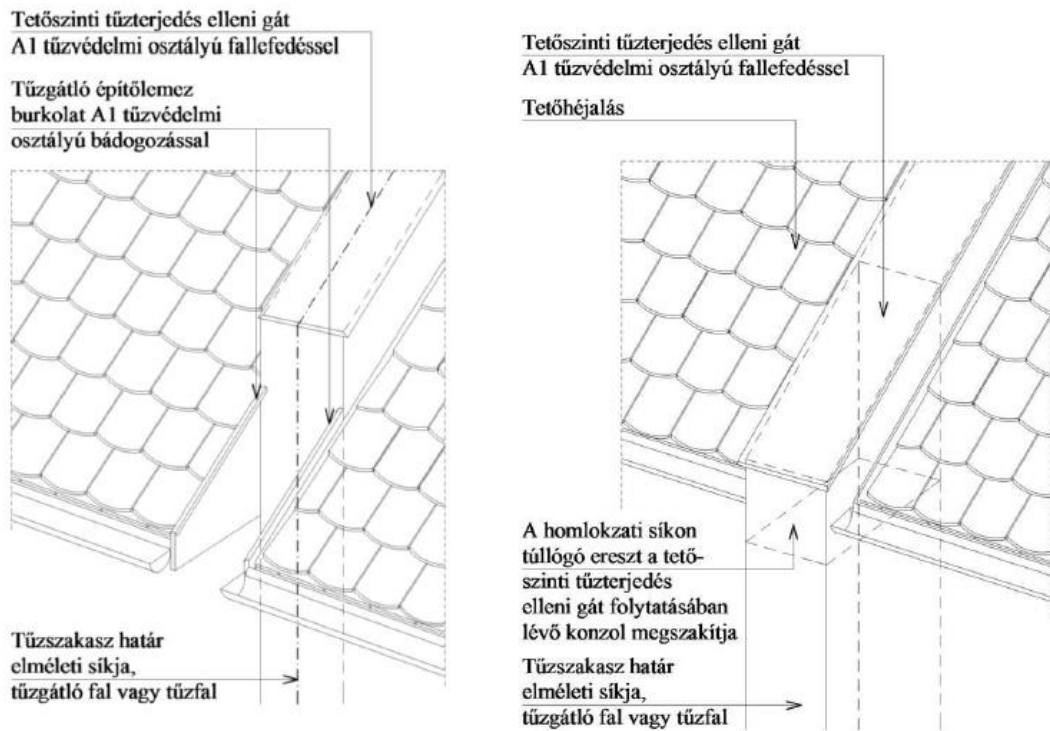 Tetőszinti tűzterjedés elleni gát
A1 tűzvédelmi osztályú fallefedéssel
Tűzgátló építőlemez
burkolat A1 tűzvédelmi
osztályú bádogozással
Tűzszakasz határ
elméleti síkja,
tűzgátló fal vagy tűzfal
Tetőszinti tűzterjedés elleni gát
A1 tűzvédelmi osztályú fallefedéssel
Tetőhéjalás
A homlokzati síkon
túllógó ereszt a tető-
szinti tűzterjedés
elleni gát folytatásában
lévő konzol megszakítja
Tűzszakasz határ
elméleti síkja,
tűzgátló fal vagy tűzfal